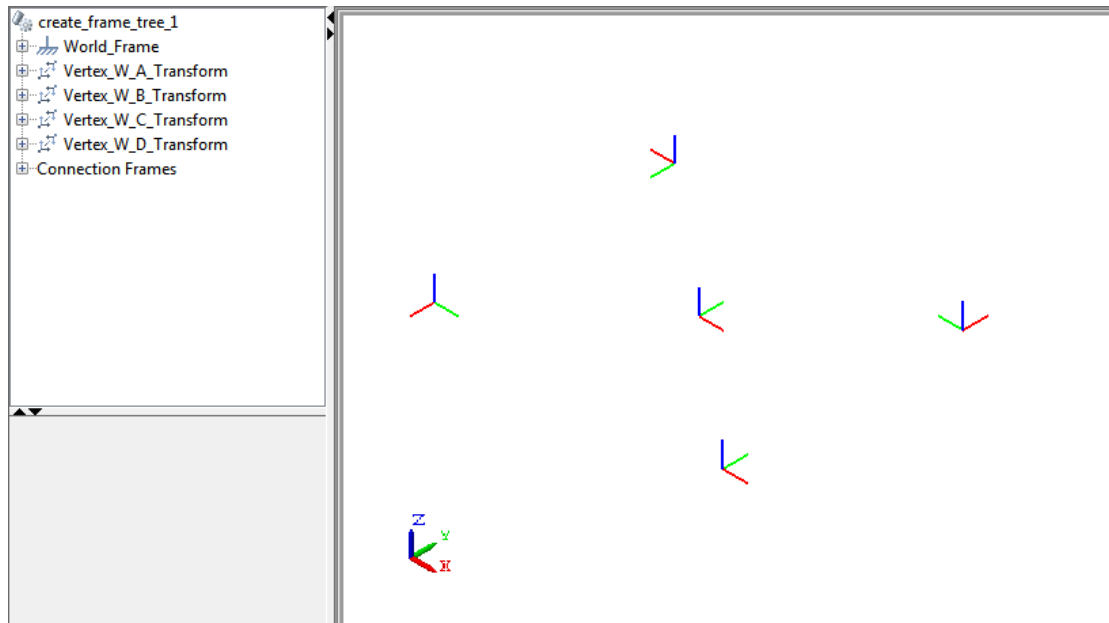 create_frame_tree_1
World_Frame
Vertex_W_A_Transform
Vertex_W_B_Transform
Vertex_W_C_Transform
Vertex_W_D_Transform
Connection Frames
Z
Y
X